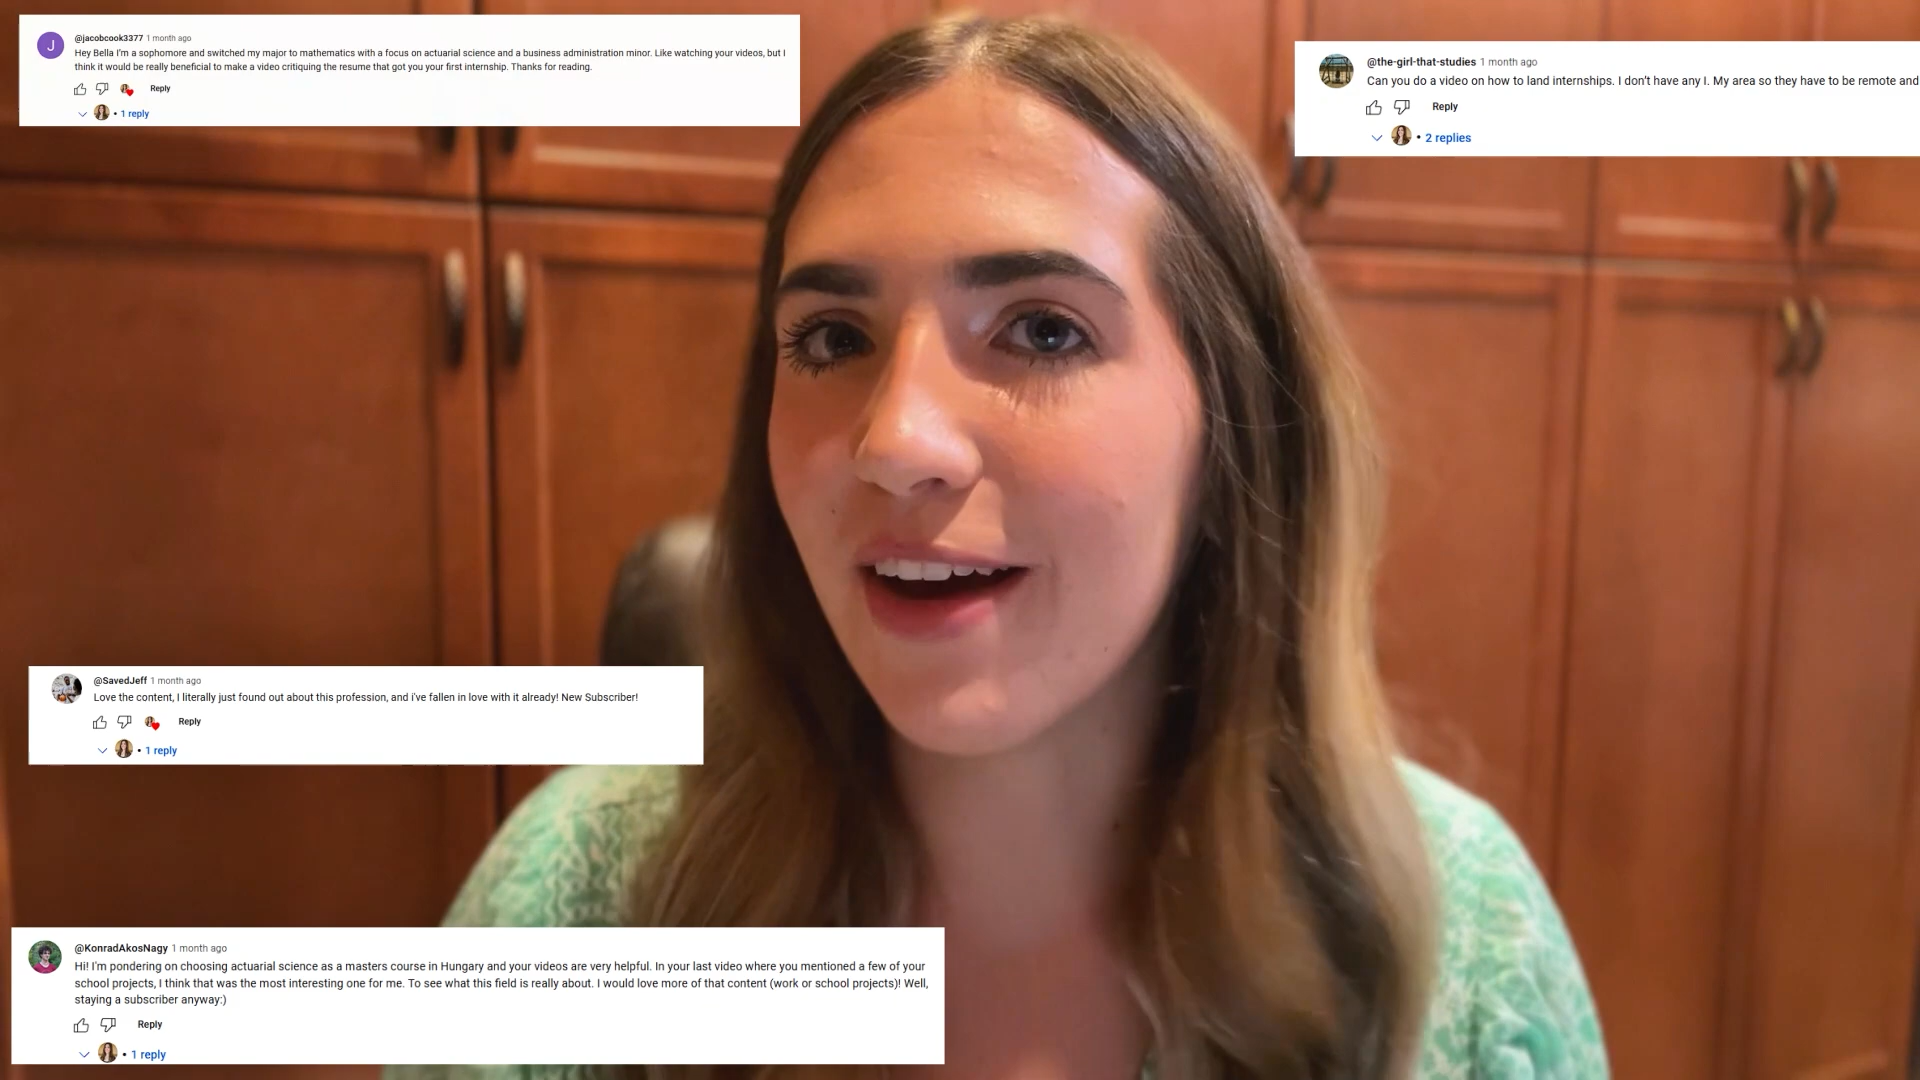 @jacobcook3377 1 month ago
Hey Bella I'm a sophomore and switched my major to mathematics with a focus on actuarial science and a business administration minor. Like watching your videos, but I
think it would be really beneficial to make a video critiquing the resume that got you your first internship. Thanks for reading.
Reply
• 1 reply
@the-girl-that-studies 1 month ago
Can you do a video on how to land internships. I don't have any I. My area so they have to be remote and
Reply
• 2 replies
@SavedJeff 1 month ago
Love the content, I literally just found out about this profession, and i've fallen in love with it already! New Subscriber!
Reply
• 1 reply
@KonradAkosNagy 1 month ago
Hi! I'm pondering on choosing actuarial science as a masters course in Hungary and your videos are very helpful. In your last video where you mentioned a few of your
school projects, I think that was the most interesting one for me. To see what this field is really about. I would love more of that content (work or school projects)! Well,
staying a subscriber anyway:)
Reply
• 1 reply
J